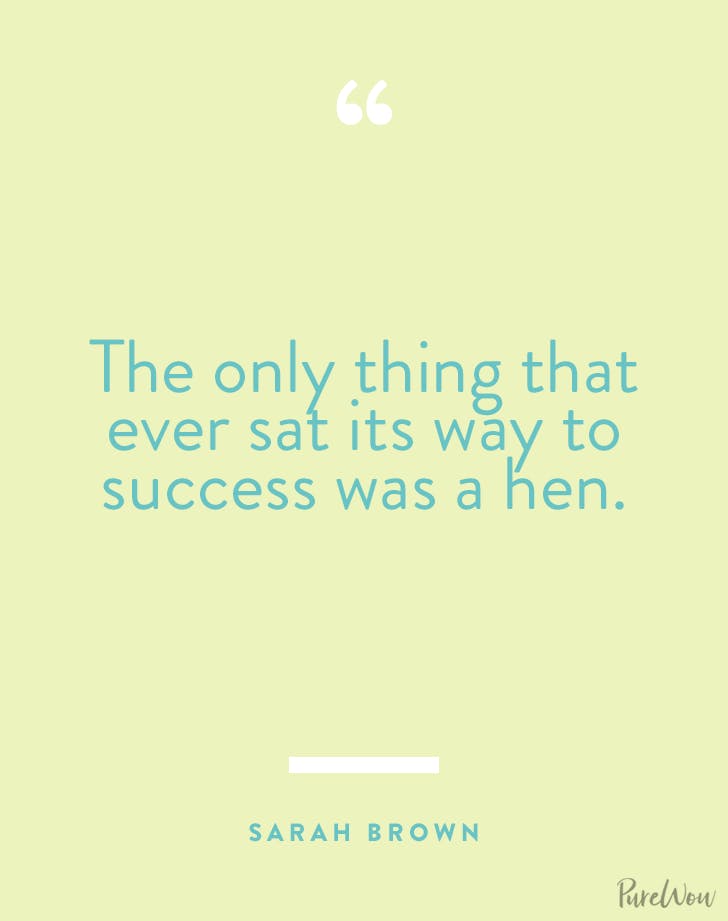 “
The only thing that
ever sat its way to
success was a hen.
SARAH BROWN
PureWow